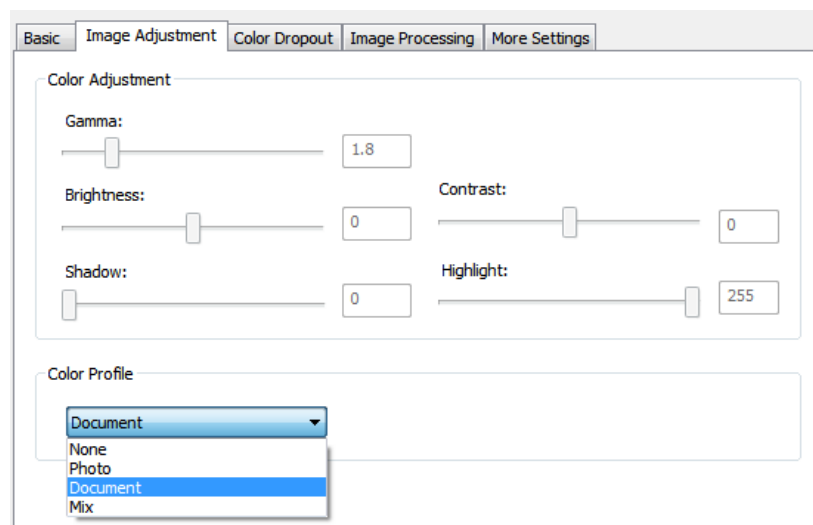 Basic Image Adjustment Color Dropout Image Processing More Settings
Color Adjustment
Gamma:
1.8
Brightness:
0
Contrast:
0
Shadow:
0
Highlight:
255
Color Profile
Document
None
Photo
Document
Mix